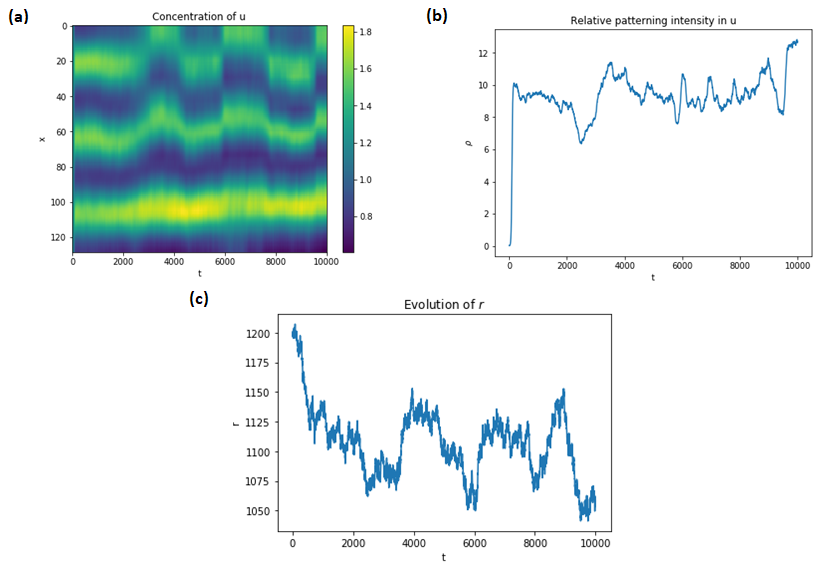 (a)
Concentration of u
0
20
40
60
80
100
120
x
0 2000 4000 6000 8000 10000
t
1.8
1.6
1.4
1.2
1.0
0.8
(b)
Relative patterning intensity in u
12
10
8
6
4
2
0
ρ
0 2000 4000 6000 8000 10000
t
(c)
Evolution of r
1200
1175
1150
1125
1100
1075
1050
r
0 2000 4000 6000 8000 10000
t